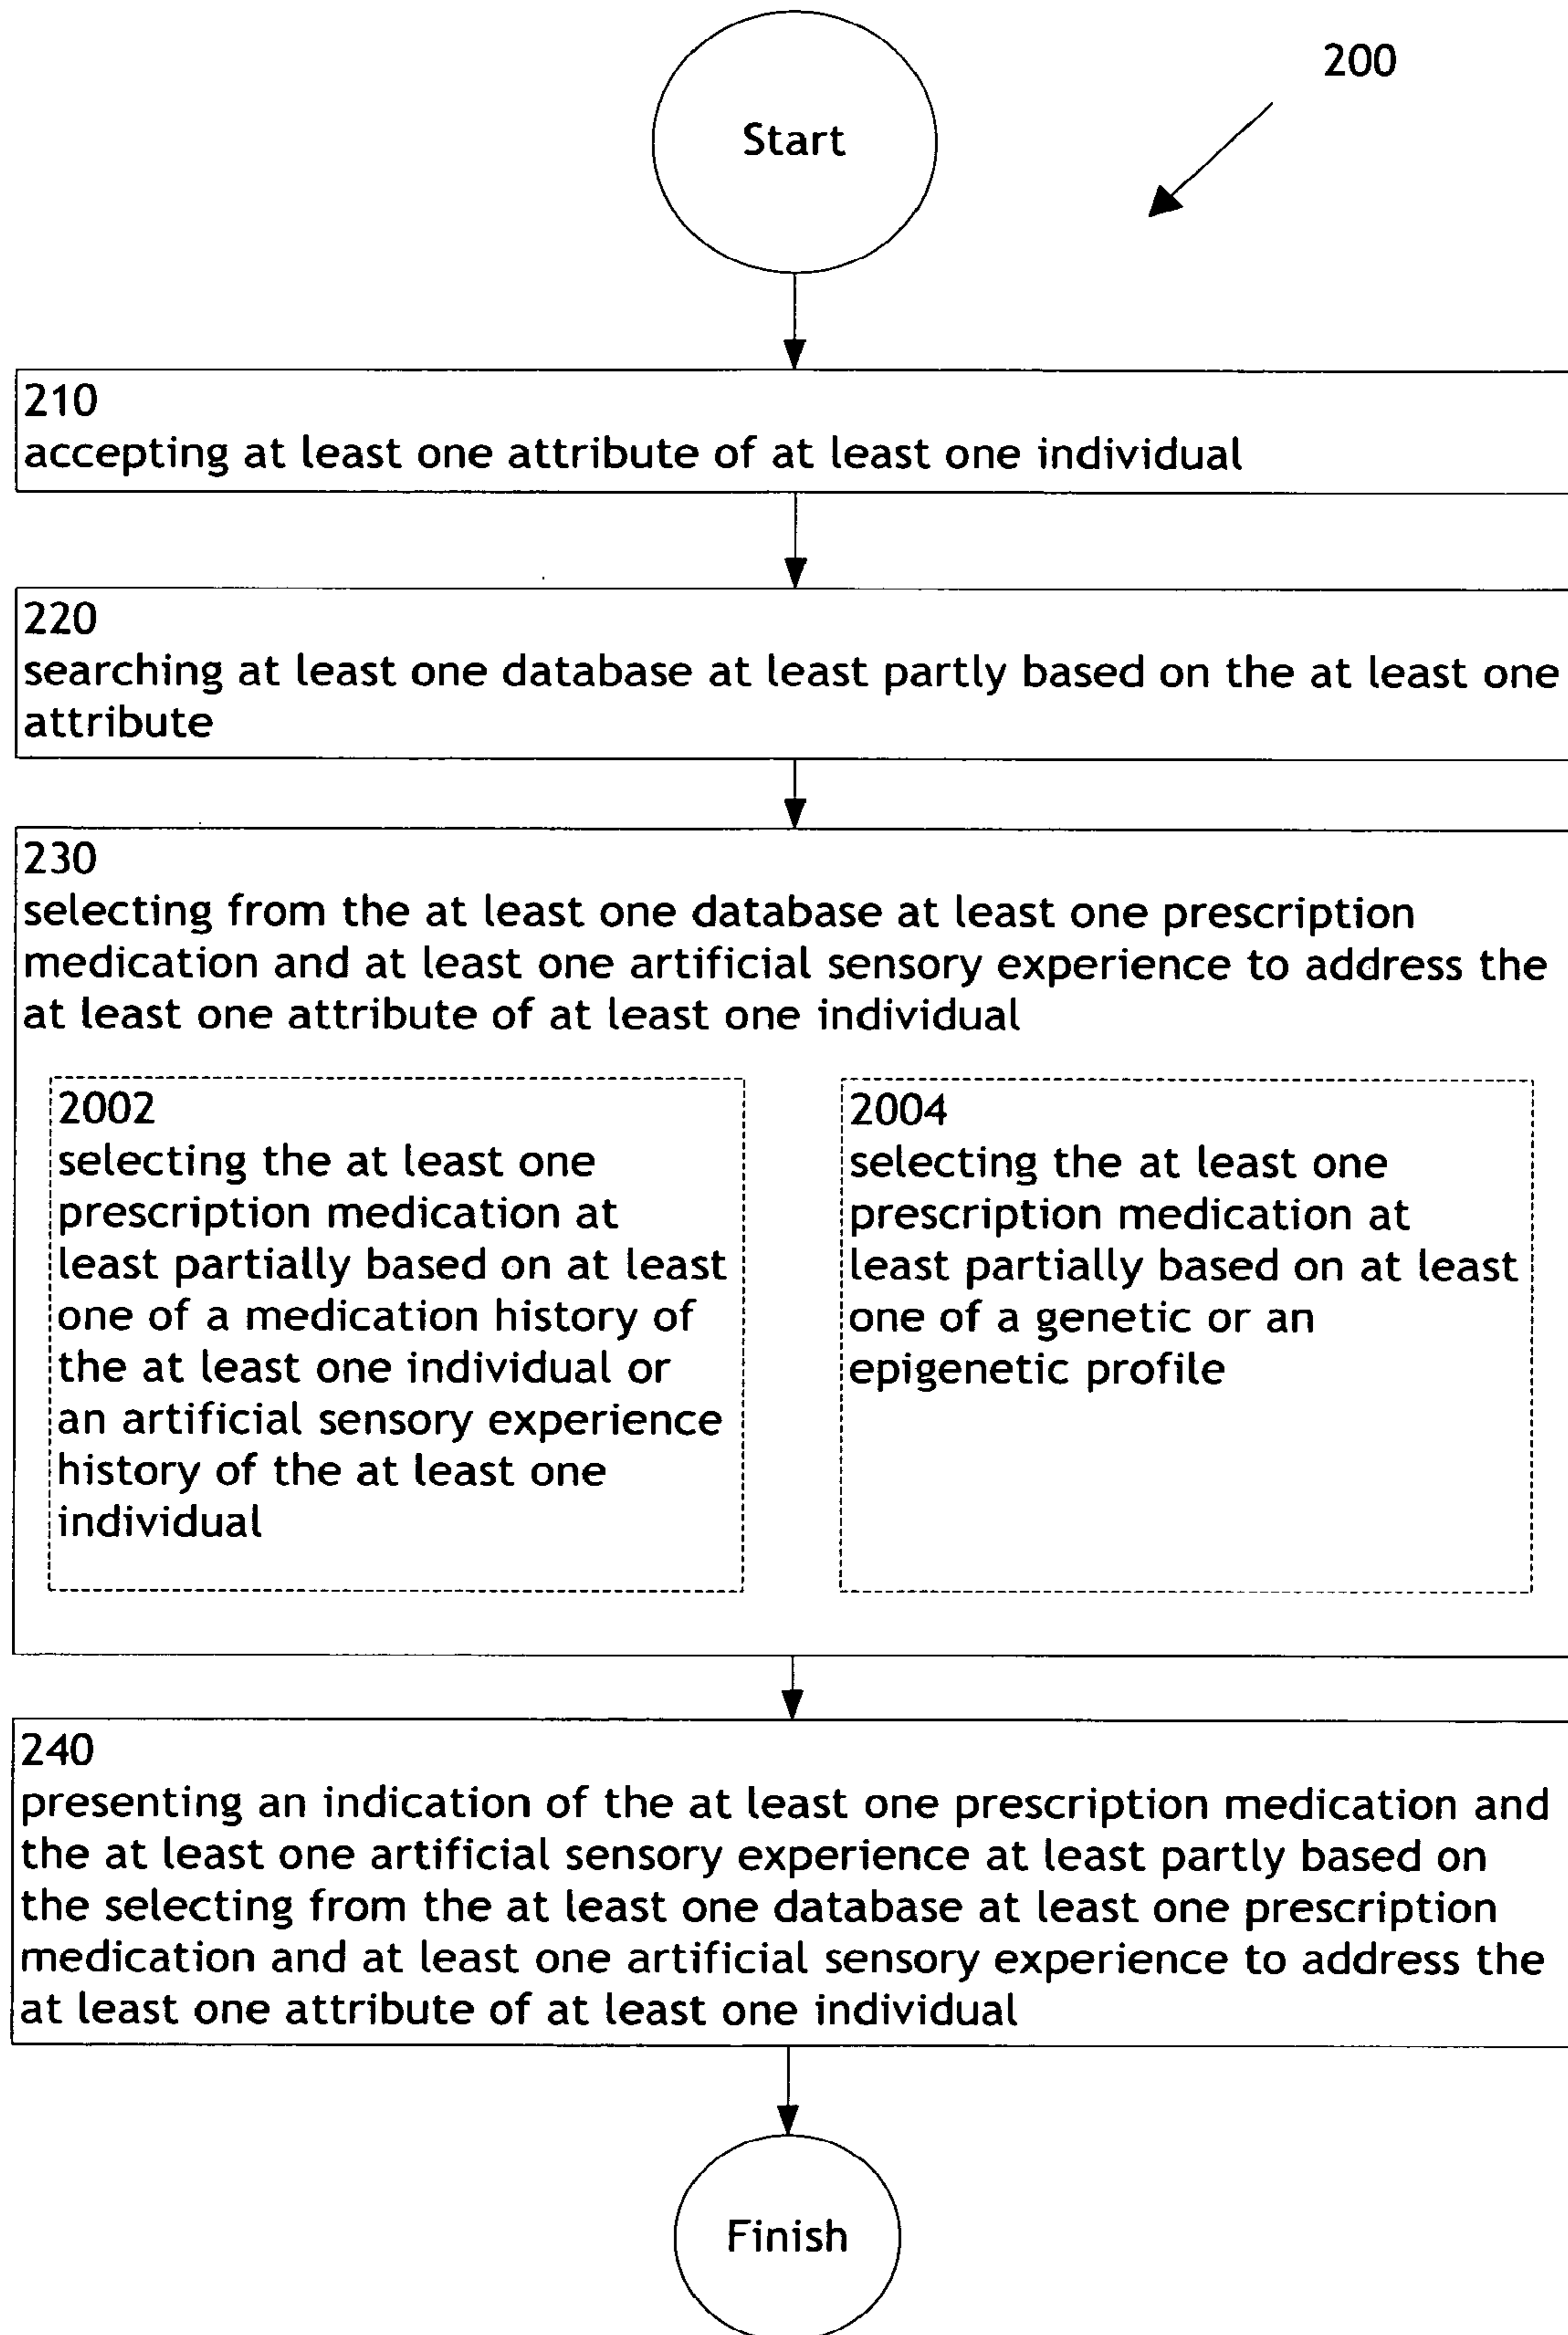 Start
200
210
accepting at least one attribute of at least one individual
220
searching at least one database at least partly based on the at least one
attribute
230
selecting from the at least one database at least one prescription
medication and at least one artificial sensory experience to address the
at least one attribute of at least one individual
2002
selecting the at least one
prescription medication at
least partially based on at least
one of a medication history of
the at least one individual or
an artificial sensory experience
history of the at least one
individual
2004
selecting the at least one
prescription medication at
least partially based on at least
one of a genetic or an
epigenetic profile
240
presenting an indication of the at least one prescription medication and
the at least one artificial sensory experience at least partly based on
the selecting from the at least one database at least one prescription
medication and at least one artificial sensory experience to address the
at least one attribute of at least one individual
Finish